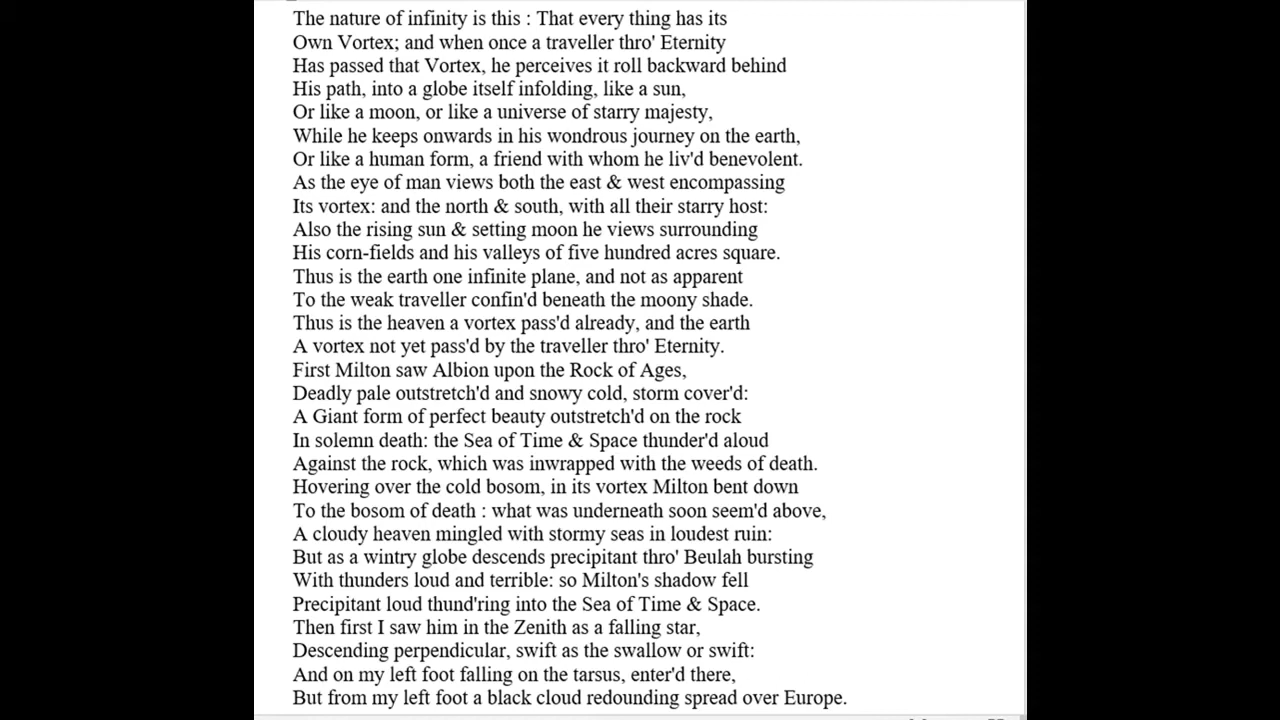 The nature of infinity is this : That every thing has its
Own Vortex; and when once a traveller thro' Eternity
Has passed that Vortex, he perceives it roll backward behind
His path, into a globe itself infolding, like a sun,
Or like a moon, or like a universe of starry majesty,
While he keeps onwards in his wondrous journey on the earth,
Or like a human form, a friend with whom he liv'd benevolent.
As the eye of man views both the east & west encompassing
Its vortex: and the north & south, with all their starry host:
Also the rising sun & setting moon he views surrounding
His corn-fields and his valleys of five hundred acres square.
Thus is the earth one infinite plane, and not as apparent
To the weak traveller confin'd beneath the moony shade.
Thus is the heaven a vortex pass'd already, and the earth
A vortex not yet pass'd by the traveller thro' Eternity.
First Milton saw Albion upon the Rock of Ages,
Deadly pale outstretch'd and snowy cold, storm cover'd:
A Giant form of perfect beauty outstretch'd on the rock
In solemn death: the Sea of Time & Space thunder'd aloud
Against the rock, which was inwrapped with the weeds of death.
Hovering over the cold bosom, in its vortex Milton bent down
To the bosom of death : what was underneath soon seem'd above,
A cloudy heaven mingled with stormy seas in loudest ruin:
But as a wintry globe descends precipitant thro' Beulah bursting
With thunders loud and terrible: so Milton's shadow fell
Precipitant loud thund'ring into the Sea of Time & Space.
Then first I saw him in the Zenith as a falling star,
Descending perpendicular, swift as the swallow or swift:
And on my left foot falling on the tarsus, enter'd there,
But from my left foot a black cloud redounding spread over Europe.